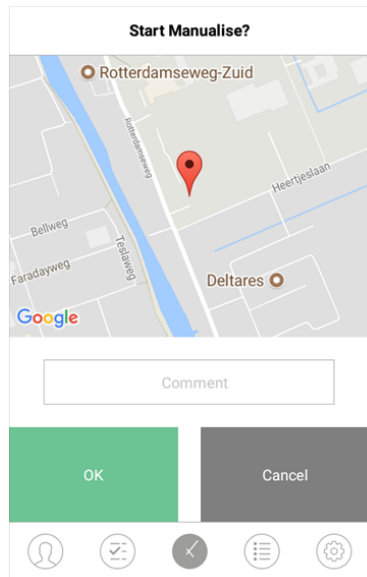 Start Manualise?
Rotterdamseweg-Zuid
Rotterdamseweg
Heertjeslaan
Bellweg
Teslaweg
Faradayweg
Deltares
Google
Comment
OK
Cancel